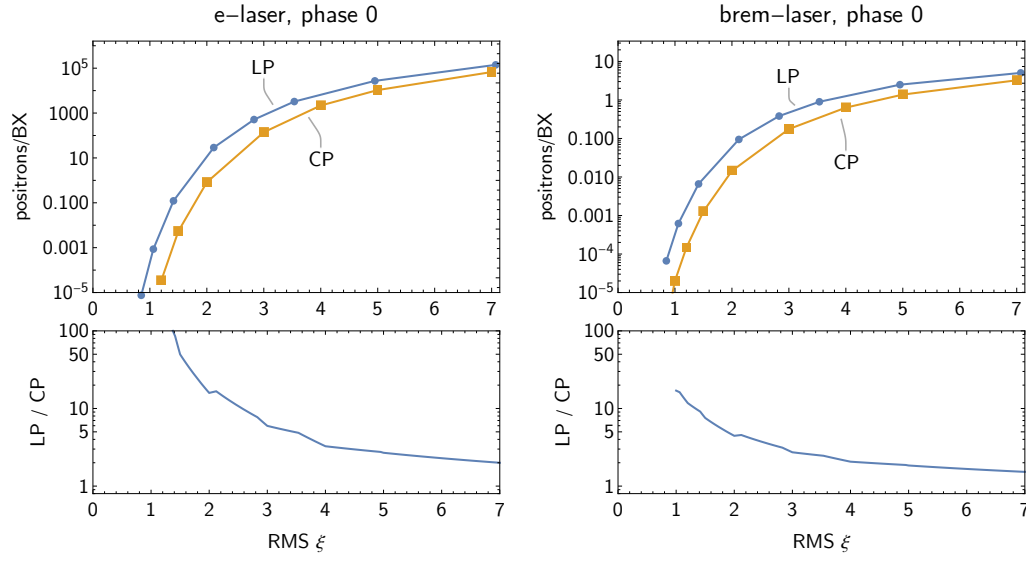 e−laser, phase 0
positrons/BX
10^5
1000
10
0.100
0.001
10^−5
LP
CP
0 1 2 3 4 5 6 7
LP / CP
100
50
10
5
1
0 1 2 3 4 5 6 7
RMS ξ
brem−laser, phase 0
positrons/BX
10
1
0.100
0.010
0.001
10^−4
10^−5
LP
CP
0 1 2 3 4 5 6 7
LP / CP
100
50
10
5
1
0 1 2 3 4 5 6 7
RMS ξ